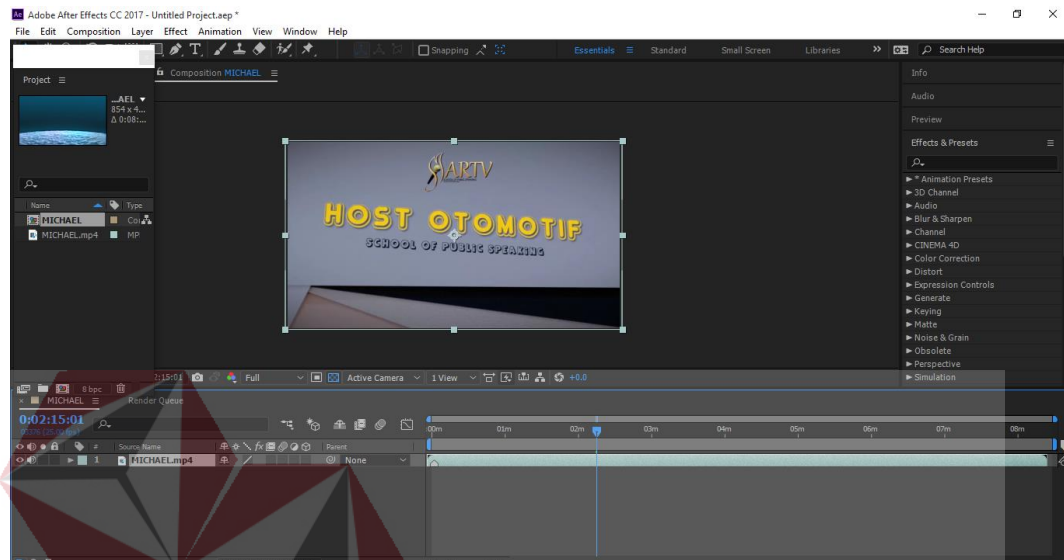 Adobe After Effects CC 2017 - Untitled Project.aep *
File Edit Composition Layer Effect Animation View Window Help
Snapping
Essentials Standard Small Screen Libraries
Search Help
Project
Composition MICHAEL
...AEL
854 x 4...
Δ 0:08:...
Name Type
MICHAEL
MICHAEL.mp4 MP
ARTV
HOST OTOMOTIF
SCHOOL OF PUBLIC SPEAKING
Info
Audio
Preview
Effects & Presets
* Animation Presets
3D Channel
Audio
Blur & Sharpen
Channel
CINEMA 4D
Color Correction
Distort
Expression Controls
Generate
Keying
Matte
Noise & Grain
Obsolete
Perspective
Simulation
8 bpc
2:15:01 Full Active Camera 1 View +0.0
MICHAEL Render Queue
0:02:15:01
:00m 01m 02m 03m 04m 05m 06m 07m 08m
# Source Name Parent
1 MICHAEL.mp4 None